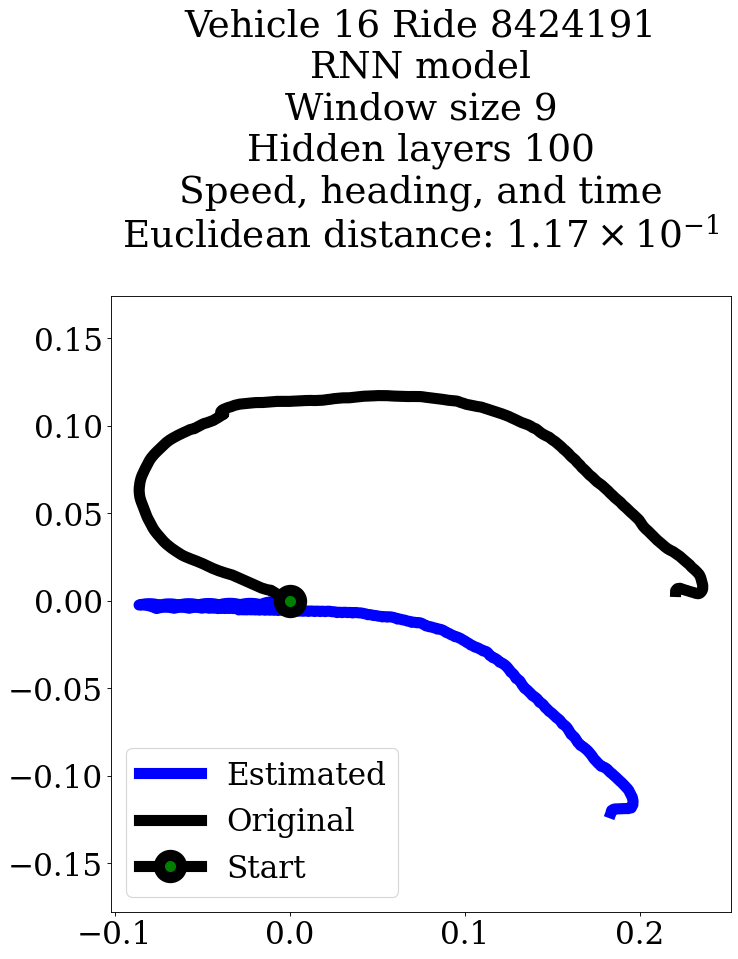 Vehicle 16 Ride 8424191
RNN model
Window size 9
Hidden layers 100
Speed, heading, and time
Euclidean distance: 1.17 × 10⁻¹
0.15
0.10
0.05
0.00
−0.05
−0.10
−0.15
Estimated
Original
Start
−0.1 0.0 0.1 0.2